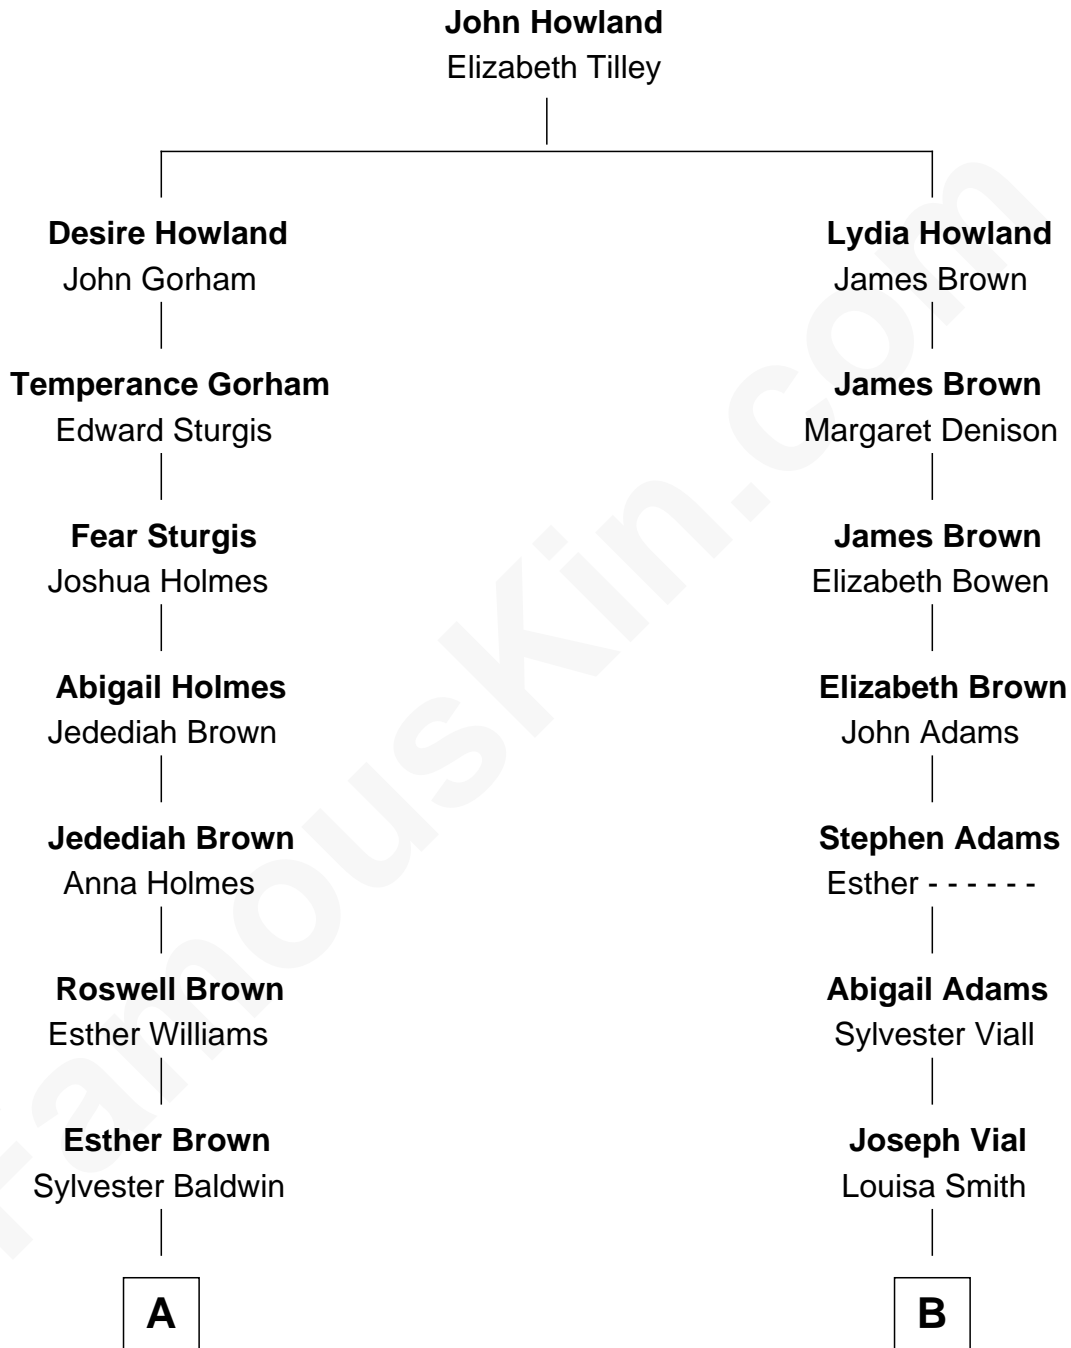 John Howland
Elizabeth Tilley
Desire Howland
John Gorham
Lydia Howland
James Brown
Temperance Gorham
Edward Sturgis
James Brown
Margaret Denison
Fear Sturgis
Joshua Holmes
James Brown
Elizabeth Bowen
Abigail Holmes
Jedediah Brown
Elizabeth Brown
John Adams
Jedediah Brown
Anna Holmes
Stephen Adams
Esther - - - - - -
Roswell Brown
Esther Williams
Abigail Adams
Sylvester Viall
Esther Brown
Sylvester Baldwin
Joseph Vial
Louisa Smith
A
B
FamousKin.com